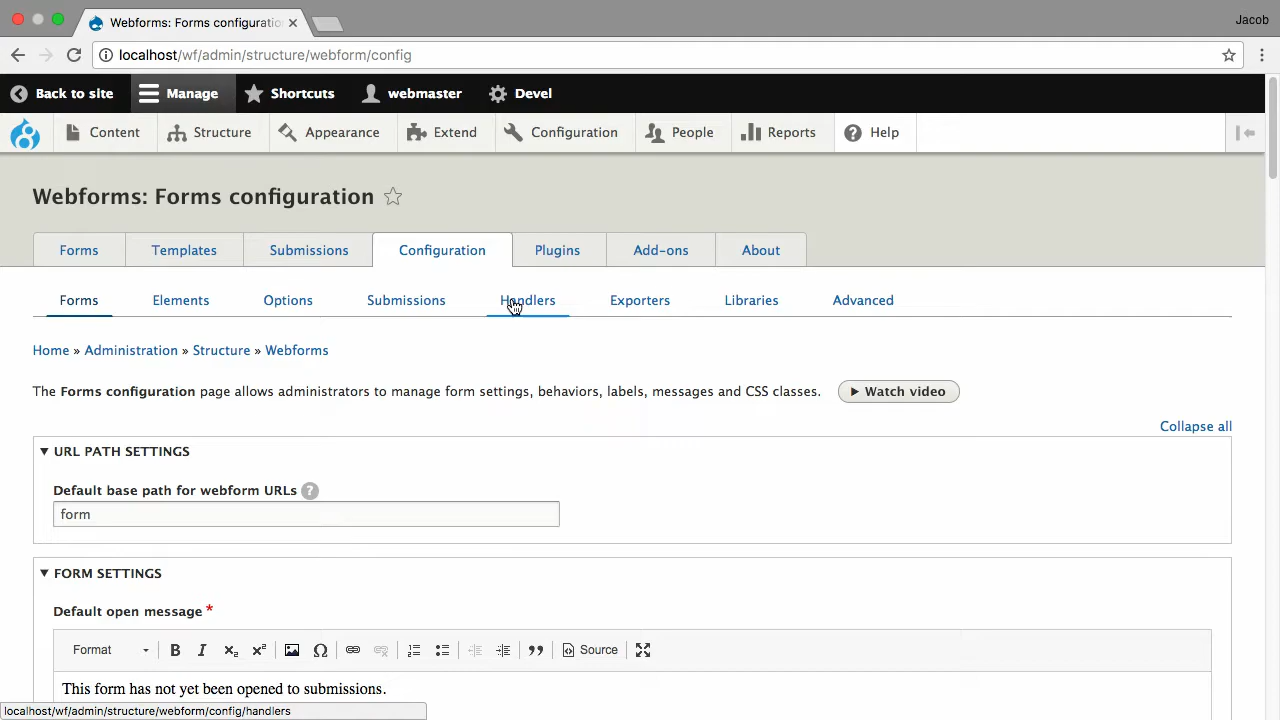 Webforms: Forms configuratio
Jacob
localhost/wf/admin/structure/webform/config
Back to site Manage Shortcuts webmaster Devel
Content Structure Appearance Extend Configuration People Reports Help
Webforms: Forms configuration
Forms Templates Submissions Configuration Plugins Add-ons About
Forms Elements Options Submissions Handlers Exporters Libraries Advanced
Home » Administration » Structure » Webforms
The Forms configuration page allows administrators to manage form settings, behaviors, labels, messages and CSS classes. Watch video
Collapse all
URL PATH SETTINGS
Default base path for webform URLs ?
form
FORM SETTINGS
Default open message *
Format B I x₂ x² Ω Source
This form has not yet been opened to submissions.
localhost/wf/admin/structure/webform/config/handlers